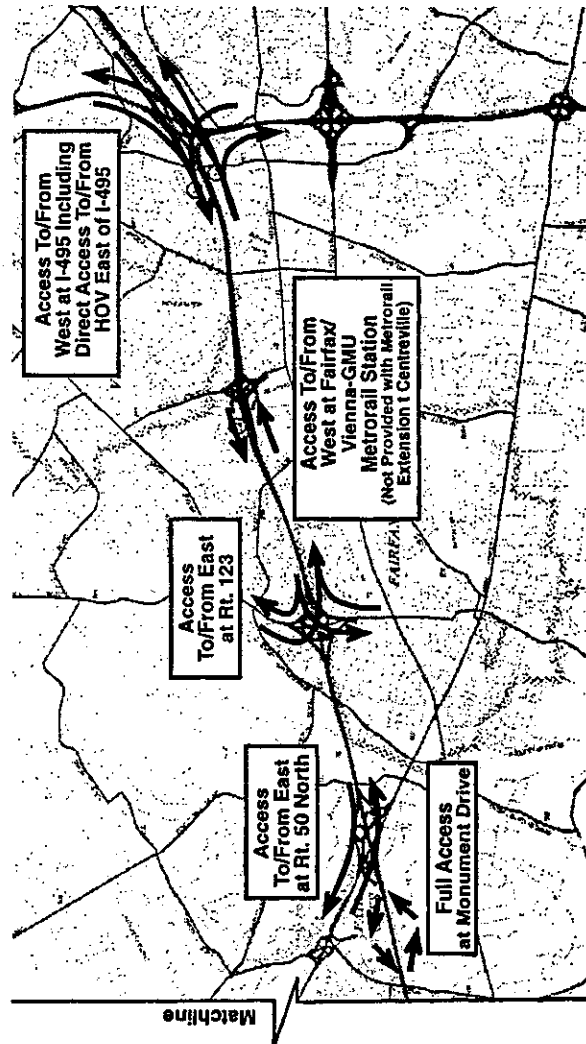 Access To/From
West at I-495 Including
Direct Access To/From
HOV East of I-495
Access To/From
West at Fairfax/
Vienna-GMU
Metrorail Station
(Not Provided with Metrorail
Extension t Centreville)
Access
To/From East
at Rt. 123
Access
To/From East
at Rt. 50 North
Full Access
at Monument Drive
Matchline